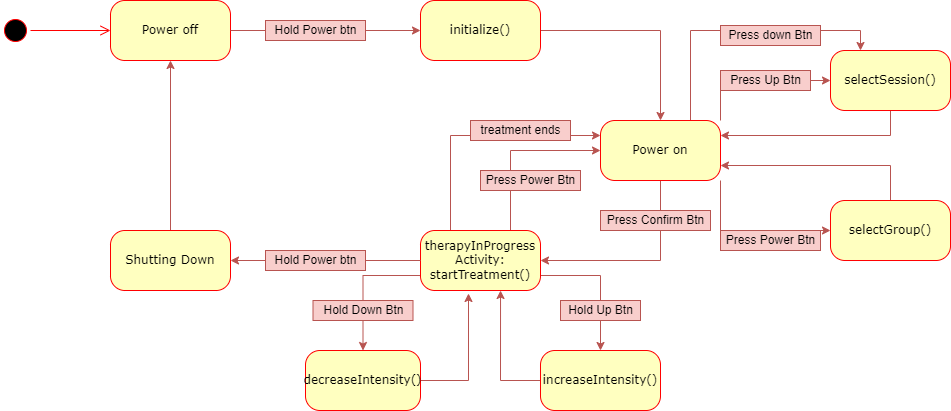 Power off
Hold Power btn
initialize()
Press down Btn
Press Up Btn
selectSession()
treatment ends
Power on
Press Power Btn
Press Confirm Btn
Press Power Btn
selectGroup()
Shutting Down
Hold Power btn
therapyInProgress
Activity:
startTreatment()
Hold Down Btn
Hold Up Btn
decreaseIntensity()
increaseIntensity()